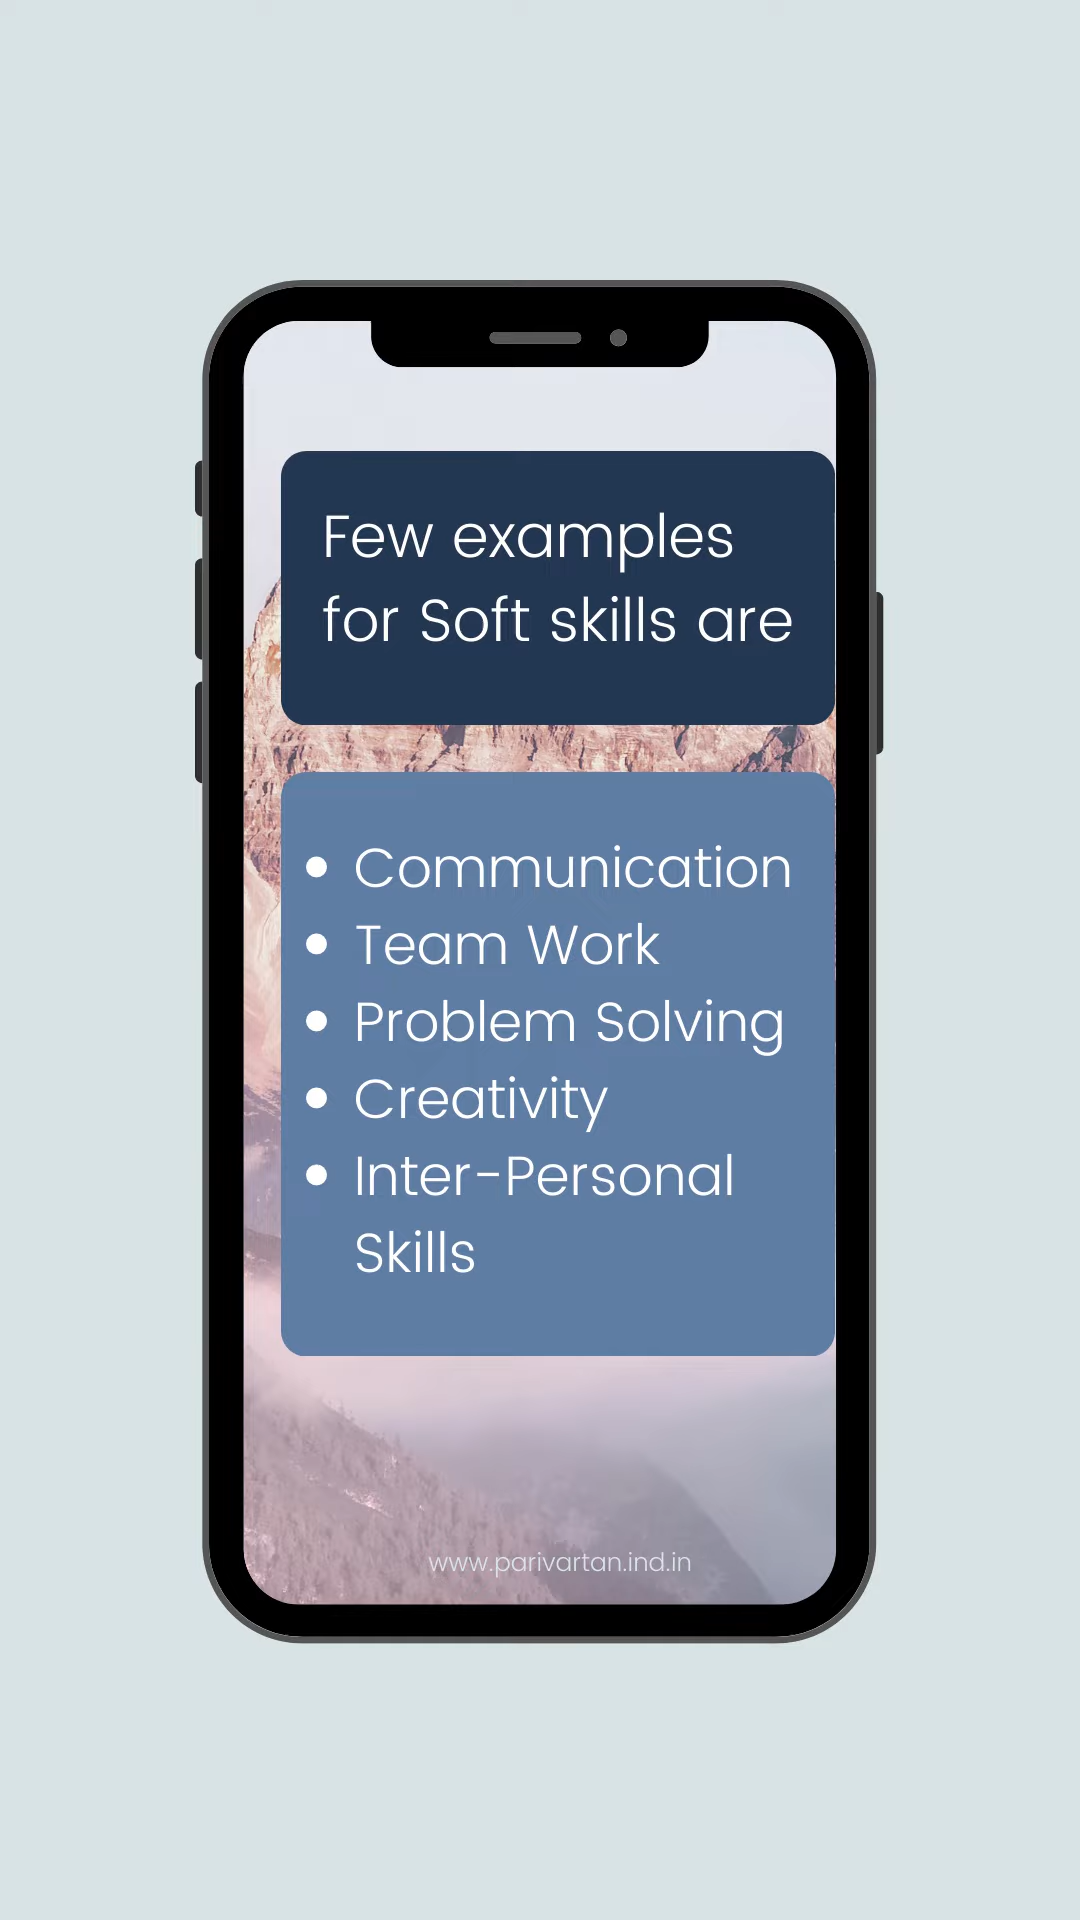 Few examples
for Soft skills are
• Communication
• Team Work
• Problem Solving
• Creativity
• Inter-Personal
Skills
www.parivartan.ind.in